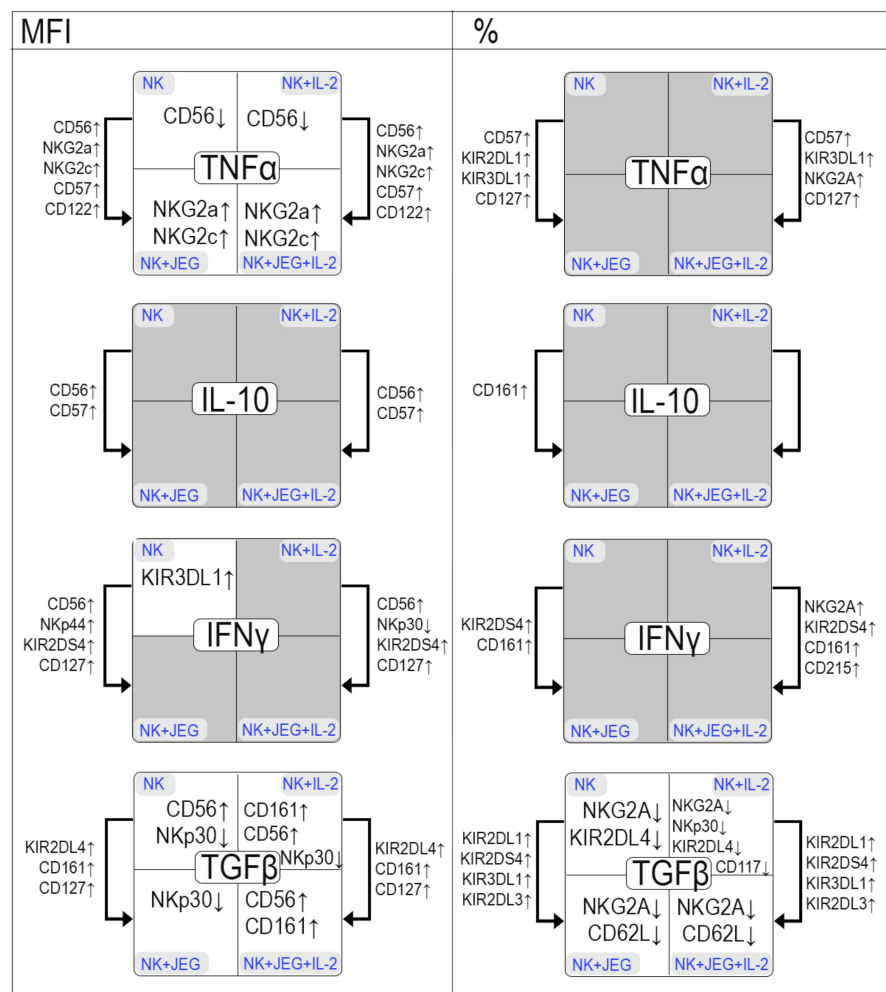 MFI
%
NK
NK+IL-2
CD56↓
CD56↓
CD56↑
NKG2a↑
NKG2c↑
CD57↑
CD122↑
TNFα
CD56↑
NKG2a↑
NKG2c↑
CD57↑
CD122↑
NKG2a↑
NKG2c↑
NKG2a↑
NKG2c↑
NK+JEG
NK+JEG+IL-2
NK
NK+IL-2
CD57↑
KIR2DL1↑
KIR3DL1↑
CD127↑
TNFα
CD57↑
KIR3DL1↑
NKG2A↑
CD127↑
NK+JEG
NK+JEG+IL-2
NK
NK+IL-2
CD56↑
CD57↑
IL-10
CD56↑
CD57↑
NK+JEG
NK+JEG+IL-2
NK
NK+IL-2
CD161↑
IL-10
NK+JEG
NK+JEG+IL-2
NK
NK+IL-2
KIR3DL1↑
CD56↑
NKp44↑
KIR2DS4↑
CD127↑
IFNγ
CD56↑
NKp30↓
KIR2DS4↑
CD127↑
NK+JEG
NK+JEG+IL-2
NK
NK+IL-2
KIR2DS4↑
CD161↑
IFNγ
NKG2A↑
KIR2DS4↑
CD161↑
CD215↑
NK+JEG
NK+JEG+IL-2
NK
NK+IL-2
CD56↑
NKp30↓
CD161↑
CD56↑
NKp30↓
KIR2DL4↑
CD161↑
CD127↑
TGFβ
KIR2DL4↑
CD161↑
CD127↑
NKp30↓
CD56↑
CD161↑
NK+JEG
NK+JEG+IL-2
NK
NK+IL-2
NKG2A↓
KIR2DL4↓
NKG2A↓
NKp30↓
KIR2DL4↓
CD117↓
KIR2DL1↑
KIR2DS4↑
KIR3DL1↑
KIR2DL3↑
TGFβ
KIR2DL1↑
KIR2DS4↑
KIR3DL1↑
KIR2DL3↑
NKG2A↓
CD62L↓
NKG2A↓
CD62L↓
NK+JEG
NK+JEG+IL-2